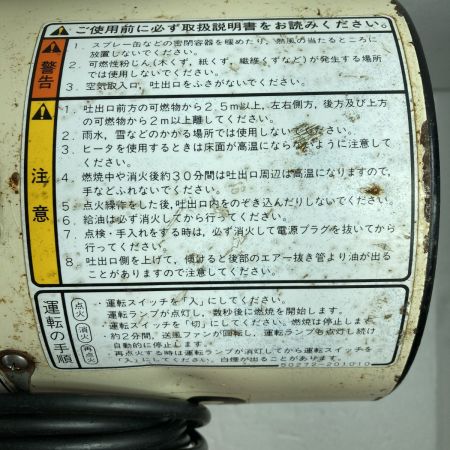 ⚠ご使用前に必ず取扱説明書をお読みください。
警告
1. スプレー缶などの密閉容器を暖めたり、熱風の当たるところに
放置しないでください。
2. 可燃性粉じん(木くず, 紙くず, 繊維くずなど)が発生する場所
では使用しないでください。
3. 空気取入口, 吐出口をふさがないでください。
注意
1. 吐出口前方の可燃物から2.5m以上, 左右側方, 後方及び上方
の可燃物から2m以上離してください。
2. 雨水, 雪などのかかる場所では使用しないでください。
3. ヒータを使用するときは床面が高温にならないように注意して
ください。
4. 燃焼中や消火後約30分間は吐出口周辺は高温になりますので,
手などふれないでください。
5. 点火操作をした後, 吐出口内をのぞき込んだりしないでください。
6. 給油は必ず消火してから行ってください。
7. 点検・手入れをする時は, 必ず消火して電源プラグを抜いてから
行ってください。
8. 吐出口側を上げて, 傾けると後部のエアー抜き管より油が出る
ことがありますので注意してください。
運転の手順
点火 ・運転スイッチを「入」にしてください。
運転ランプが点灯し, 数秒後に燃焼を開始します。
消火 ・運転スイッチを「切」にしてください。燃焼は停止します。
・約2分間, 送風ファンが回転し, 運転ランプも点灯し続け
自動的に停止します。
再点火 再点火する時は運転ランプが消灯してから運転スイッチを
「入」にしてください。白煙が出ることがあります。
50272-201010